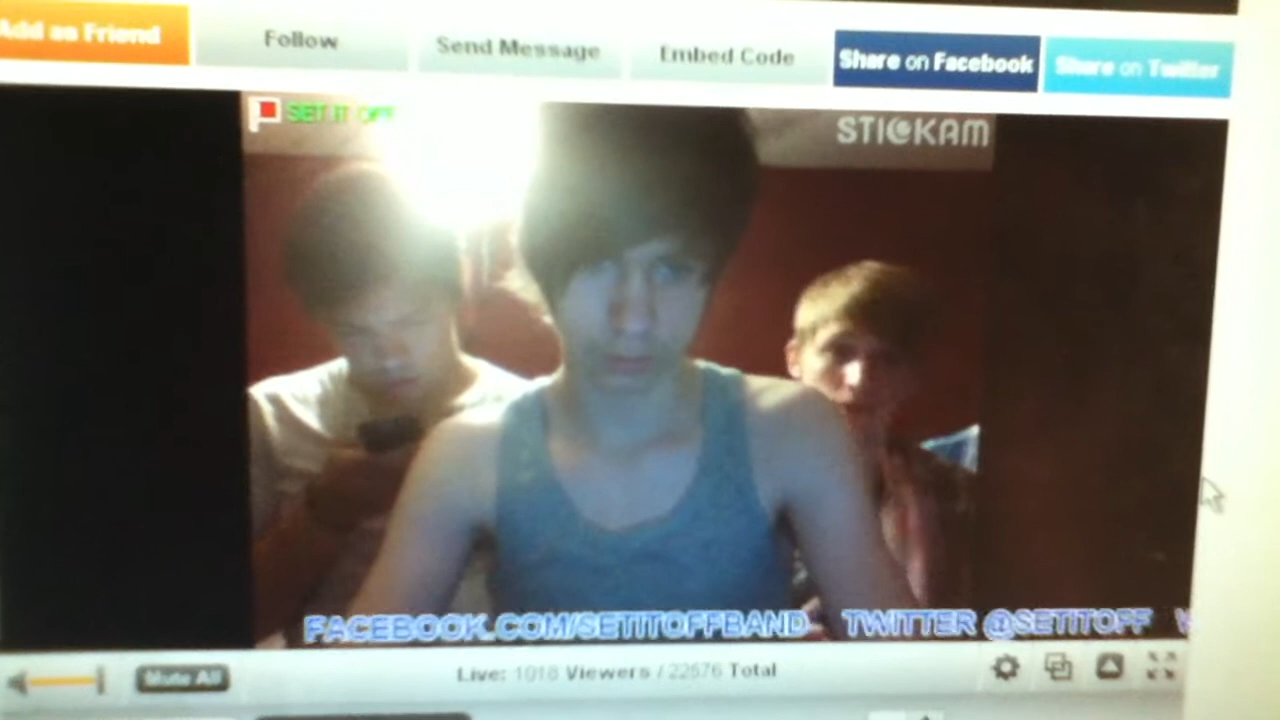 Add as Friend
Follow
Send Message
Embed Code
Share on Facebook
Share on Twitter
SET IT OFF
STICKAM
FACEBOOK.COM/SETITOFFBAND TWITTER @SETITOFF
Mute All
Live: 1018 Viewers / 22576 Total